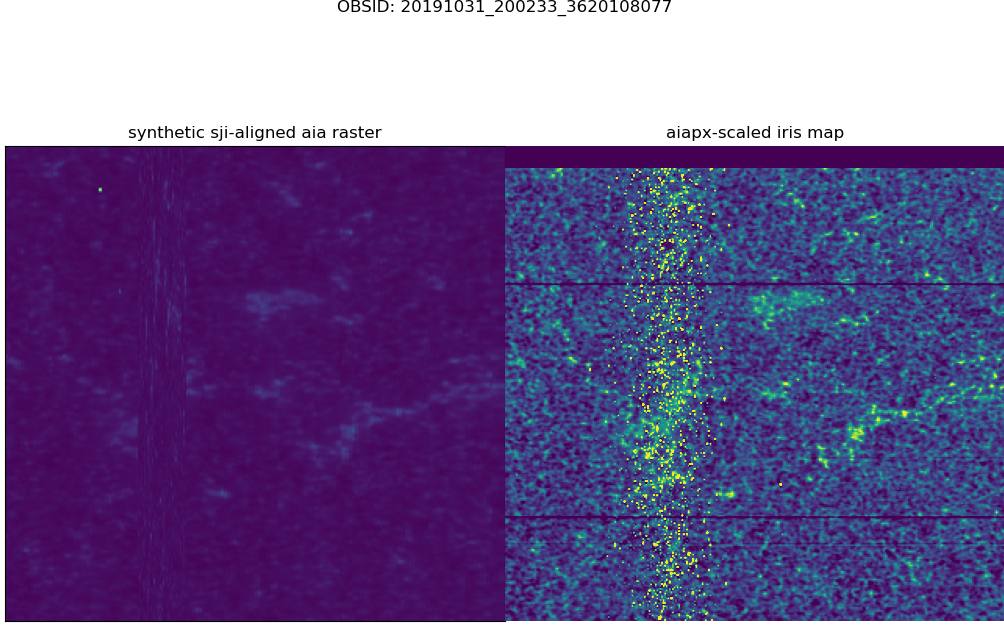 OBSID: 20191031_200233_3620108077
synthetic sji-aligned aia raster
aiapx-scaled iris map